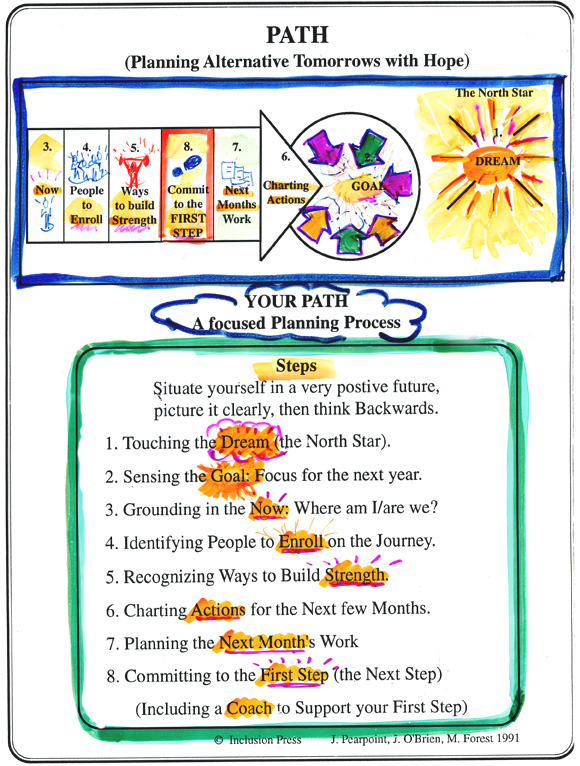 PATH
(Planning Alternative Tomorrows with Hope)
The North Star
1.
DREAM
3.
Now
4.
People
to
Enroll
5.
Ways
to build
Strength
8.
Commit
to the
FIRST
STEP
7.
Next
Months
Work
6.
Charting
Actions
2.
GOAL
YOUR PATH
A focused Planning Process
Steps
Situate yourself in a very postive future,
picture it clearly, then think Backwards.
1. Touching the Dream (the North Star).
2. Sensing the Goal: Focus for the next year.
3. Grounding in the Now: Where am I/are we?
4. Identifying People to Enroll on the Journey.
5. Recognizing Ways to Build Strength.
6. Charting Actions for the Next few Months.
7. Planning the Next Month's Work
8. Committing to the First Step (the Next Step)
(Including a Coach to Support your First Step)
© Inclusion Press J. Pearpoint, J. O'Brien, M. Forest 1991